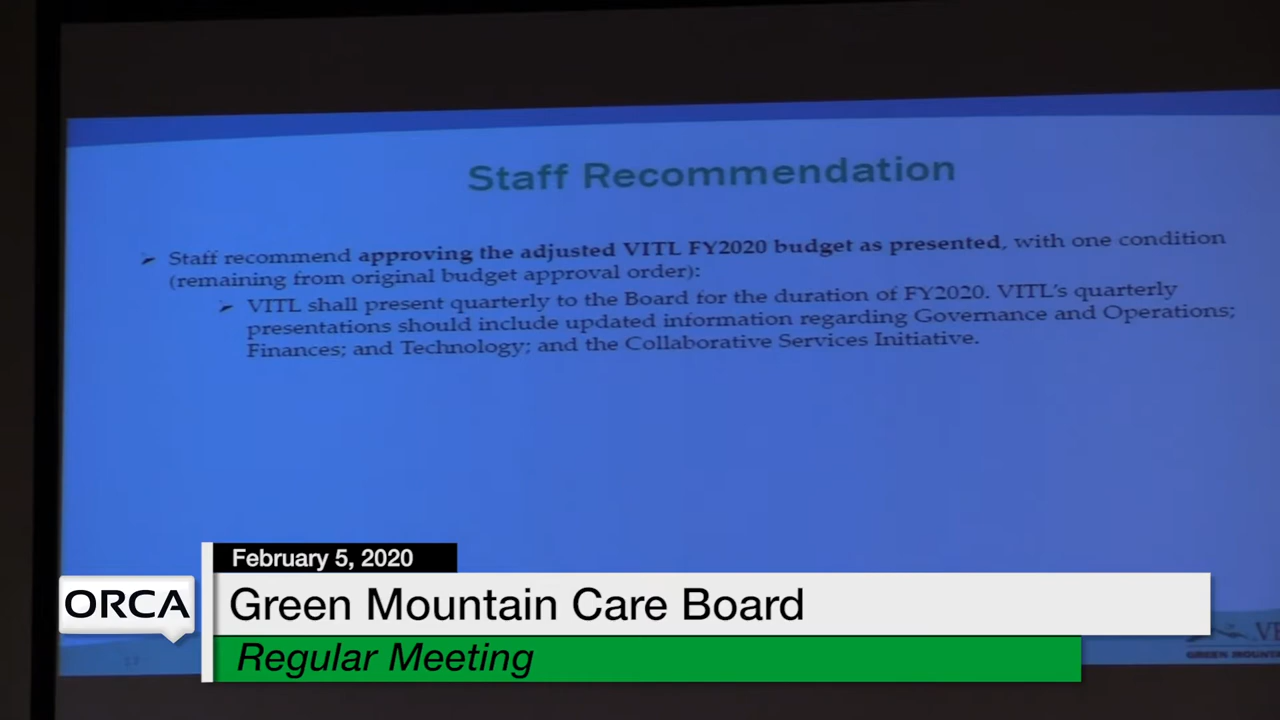 Staff Recommendation
Staff recommend approving the adjusted VITL FY2020 budget as presented, with one condition
(remaining from original budget approval order):
VITL shall present quarterly to the Board for the duration of FY2020. VITL's quarterly
presentations should include updated information regarding Governance and Operations;
Finances; and Technology; and the Collaborative Services Initiative.
February 5, 2020
ORCA
Green Mountain Care Board
Regular Meeting
GREEN MOUNT